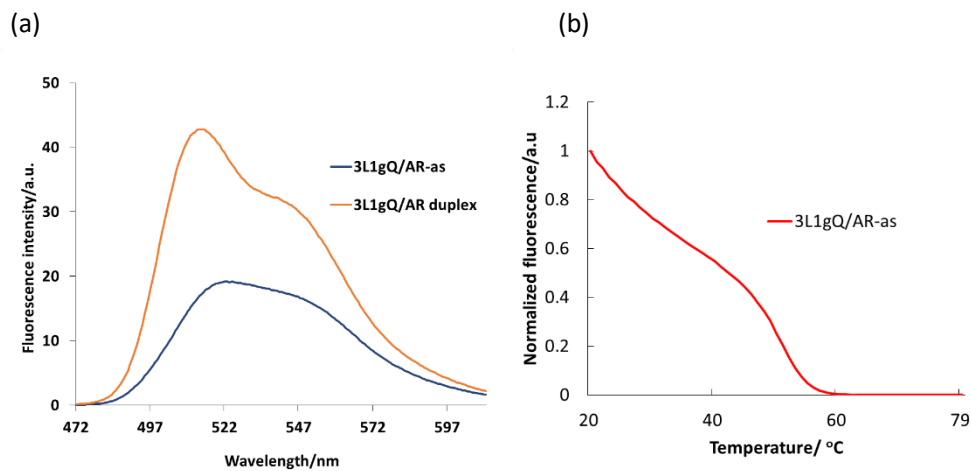 (a)
(b)
50
40
30
20
10
0
472 497 522 547 572 597
Fluorescence intensity/a.u.
Wavelength/nm
3L1gQ/AR-as
3L1gQ/AR duplex
1.2
1
0.8
0.6
0.4
0.2
0
20 40 60 79
Normalized fluorescence/a.u
Temperature/ °C
3L1gQ/AR-as